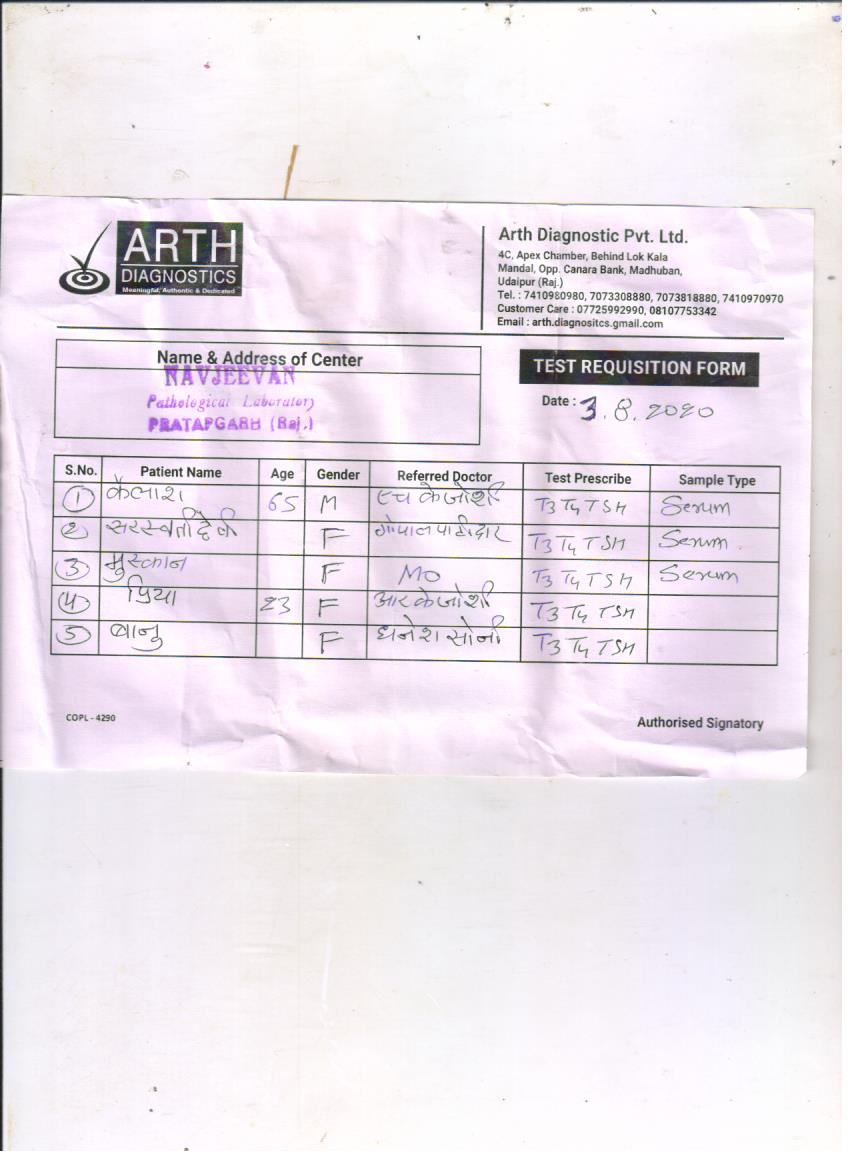 ARTH
DIAGNOSTICS
Meaningful, Authentic & Dedicated
Arth Diagnostic Pvt. Ltd.
4C, Apex Chamber, Behind Lok Kala
Mandal, Opp. Canara Bank, Madhuban,
Udaipur (Raj.)
Tel. : 7410980980, 7073308880, 7073818880, 7410970970
Customer Care : 07725992990, 08107753342
Email : arth.diagnositcs.gmail.com
Name & Address of Center
NAVJEEVAN
Pathological Laboratory
PRATAPGARH (Raj.)
TEST REQUISITION FORM
Date : 3.8.2020
S.No. Patient Name Age Gender Referred Doctor Test Prescribe Sample Type
1 कैलाश 65 M एच के जोशी T3 T4 TSH Serum
2 सरस्वती देवी F गोपाल पाटीदार T3 T4 TSH Serum
3 मुस्कान F MO T3 T4 TSH Serum
4 प्रिया 23 F आर के जोशी T3 T4 TSH
5 बानु F धनेश सोनी T3 T4 TSH
COPL - 4290
Authorised Signatory